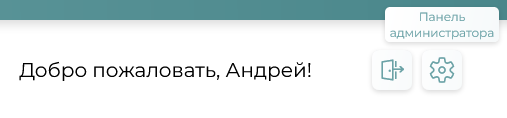 Панель
администратора
Добро пожаловать, Андрей!